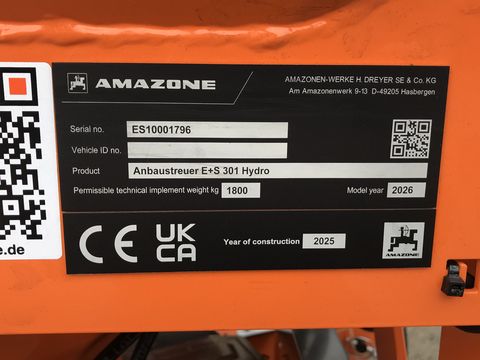 AMAZONE
AMAZONEN-WERKE H. DREYER SE & Co. KG
Am Amazonenwerk 9-13 D-49205 Hasbergen
Serial no. ES10001796
Vehicle ID no.
Product Anbaustreuer E+S 301 Hydro
Permissible technical implement weight kg 1800 Model year 2026
CE UK CA Year of construction 2025 AMAZONE
e.de